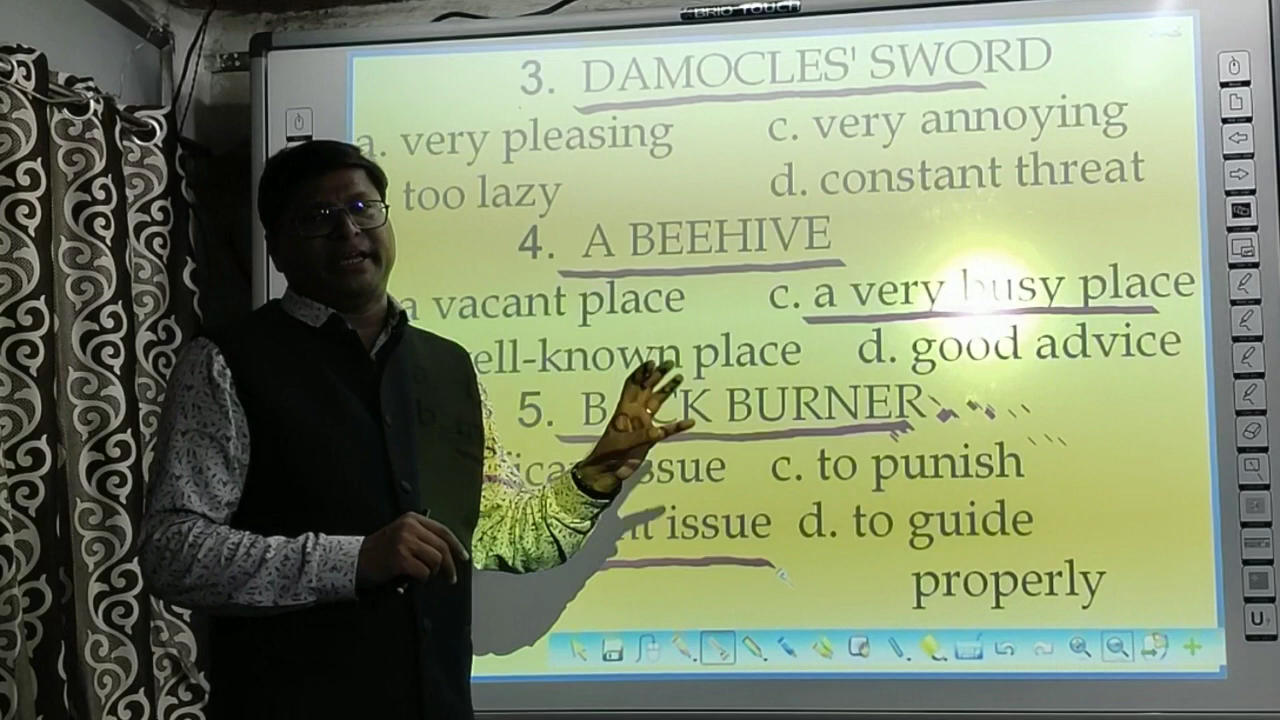 BRIO TOUCH
3. DAMOCLES' SWORD
a. very pleasing c. very annoying
too lazy d. constant threat
4. A BEEHIVE
a vacant place c. a very busy place
ell-known place d. good advice
5. BACK BURNER
issue c. to punish
issue d. to guide
properly